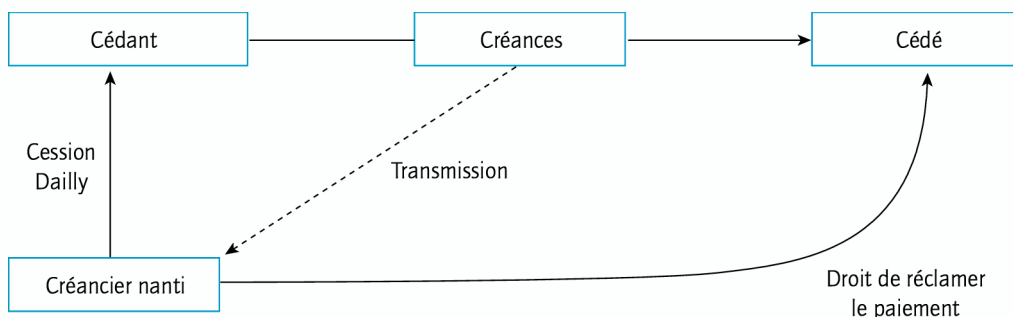 Cédant
Créances
Cédé
Cession
Dailly
Transmission
Créancier nanti
Droit de réclamer
le paiement